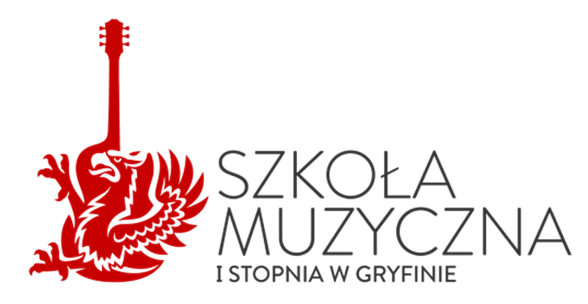 SZKOŁA
MUZYCZNA
I STOPNIA W GRYFINIE